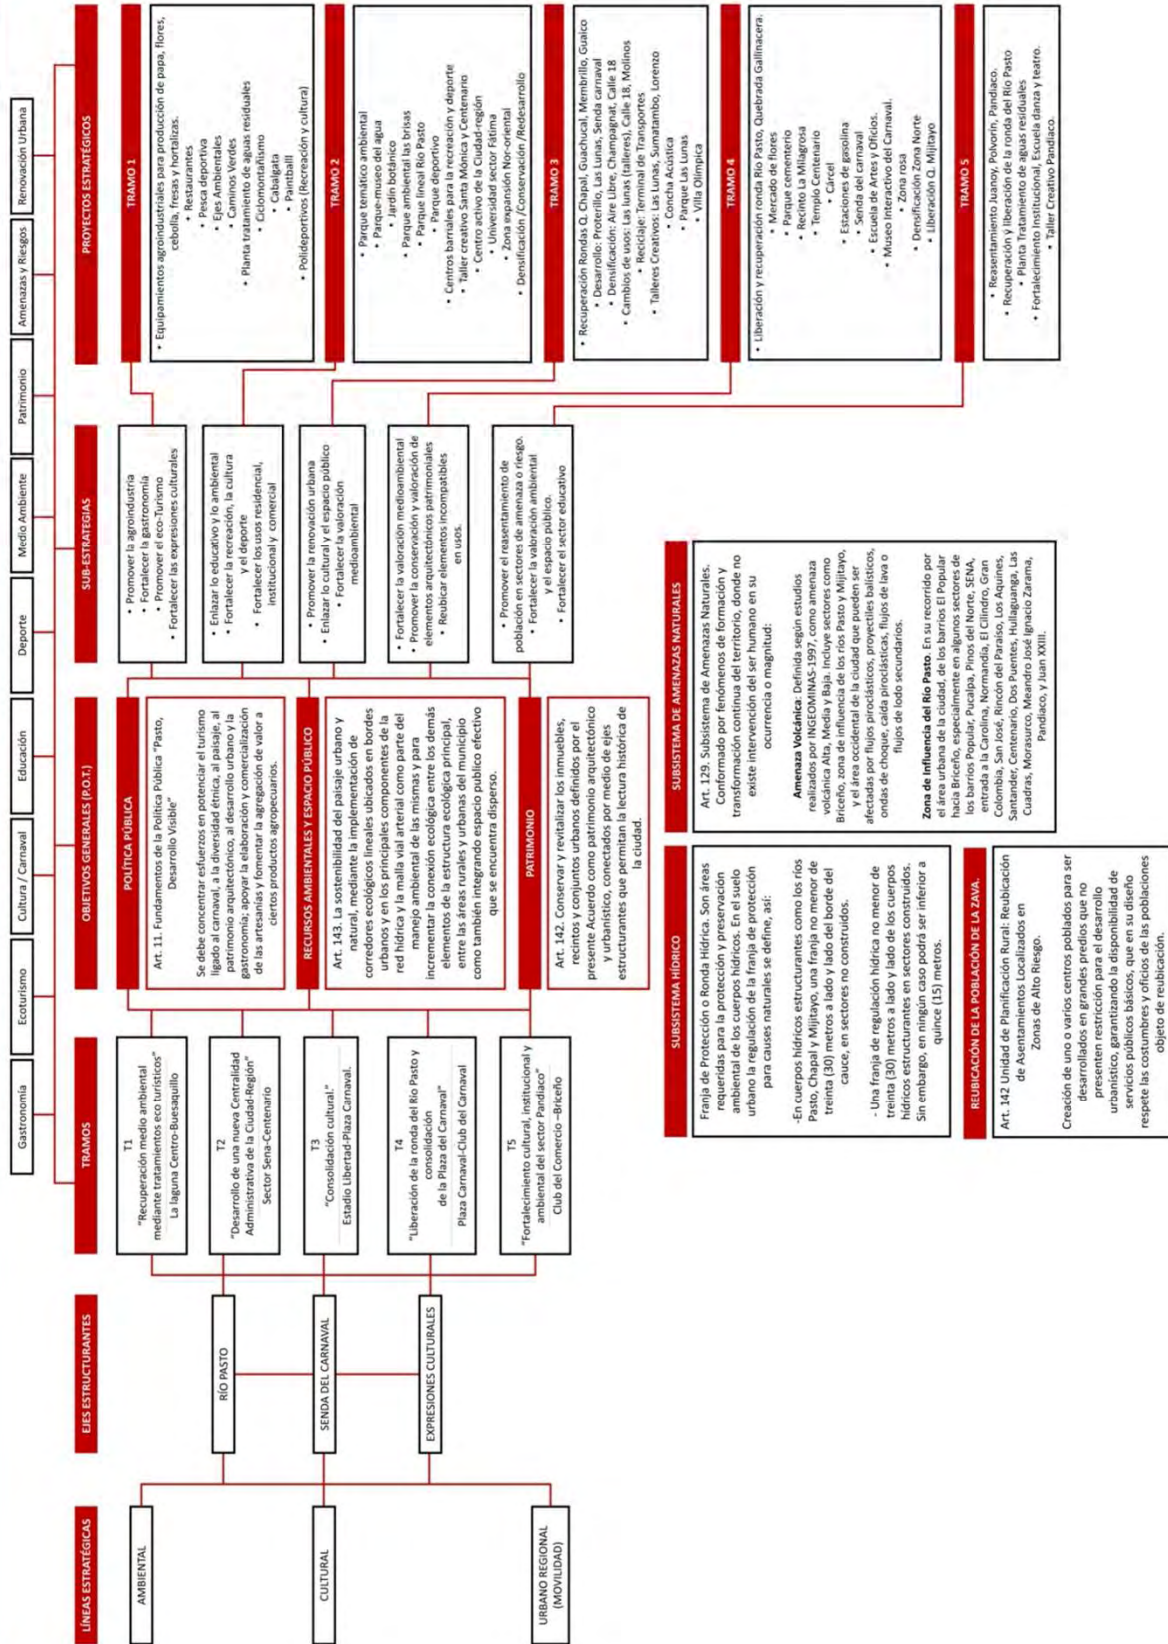 Gastronomía
Ecoturismo
Cultura / Carnaval
Educación
Deporte
Medio Ambiente
Patrimonio
Amenazas y Riesgos
Renovación Urbana
LÍNEAS ESTRATÉGICAS
AMBIENTAL
CULTURAL
URBANO REGIONAL
(MOVILIDAD)
EJES ESTRUCTURANTES
RÍO PASTO
SENDA DEL CARNAVAL
EXPRESIONES CULTURALES
TRAMOS
T1
"Recuperación medio ambiental
mediante tratamientos eco turísticos"
La laguna Centro-Buesaquillo
T2
"Desarrollo de una nueva Centralidad
Administrativa de la Ciudad-Región"
Sector Sena-Centenario
T3
"Consolidación cultural."
Estadio Libertad-Plaza Carnaval.
T4
"Liberación de la ronda del Río Pasto y
consolidación
de la Plaza del Carnaval"
Plaza Carnaval-Club del Carnaval
T5
"Fortalecimiento cultural, institucional y
ambiental del sector Pandiaco"
Club del Comercio –Briceño
OBJETIVOS GENERALES (P.O.T.)
POLÍTICA PÚBLICA
Art. 11. Fundamentos de la Política Pública "Pasto,
Desarrollo Visible"
Se debe concentrar esfuerzos en potenciar el turismo
ligado al carnaval, a la diversidad étnica, al paisaje, al
patrimonio arquitectónico, al desarrollo urbano y la
gastronomía; apoyar la elaboración y comercialización
de las artesanías y fomentar la agregación de valor a
ciertos productos agropecuarios.
RECURSOS AMBIENTALES Y ESPACIO PÚBLICO
Art. 143. La sostenibilidad del paisaje urbano y
natural, mediante la implementación de
corredores ecológicos lineales ubicados en bordes
urbanos y en los principales componentes de la
red hídrica y la malla vial arterial como parte del
manejo ambiental de las mismas y para
incrementar la conexión ecológica entre los demás
elementos de la estructura ecológica principal,
entre las áreas rurales y urbanas del municipio
como también integrando espacio publico efectivo
que se encuentra disperso.
PATRIMONIO
Art. 142. Conservar y revitalizar los inmuebles,
recintos y conjuntos urbanos definidos por el
presente Acuerdo como patrimonio arquitectónico
y urbanístico, conectados por medio de ejes
estructurantes que permitan la lectura histórica de
la ciudad.
SUB-ESTRATEGIAS
• Promover la agroindustria
• Fortalecer la gastronomía
• Promover el eco-Turismo
• Fortalecer las expresiones culturales
• Enlazar lo educativo y lo ambiental
• Fortalecer la recreación, la cultura
y el deporte
• Fortalecer los usos residencial,
institucional y comercial
• Promover la renovación urbana
• Enlazar lo cultural y el espacio público
• Fortalecer la valoración
medioambiental
• Fortalecer la valoración medioambiental
• Promover la conservación y valoración de
elementos arquitectónicos patrimoniales
• Reubicar elementos incompatibles
en usos.
• Promover el reasentamiento de
población en sectores de amenaza o riesgo.
• Fortalecer la valoración ambiental
y el espacio público.
• Fortalecer el sector educativo
PROYECTOS ESTRATÉGICOS
TRAMO 1
• Equipamientos agroindustriales para producción de papa, flores,
cebolla, fresas y hortalizas.
• Restaurantes
• Pesca deportiva
• Ejes Ambientales
• Caminos Verdes
• Planta tratamiento de aguas residuales
• Ciclomontañismo
• Cabalgata
• Paintball
• Polideportivos (Recreación y cultura)
TRAMO 2
• Parque temático ambiental
• Parque-museo del agua
• Jardín botánico
• Parque ambiental las brisas
• Parque lineal Río Pasto
• Parque deportivo
• Centros barriales para la recreación y deporte
• Taller creativo Santa Mónica y Centenario
• Centro activo de la Ciudad-región
• Universidad sector Fátima
• Zona expansión Nor-oriental
• Densificación /Conservación /Redesarrollo
TRAMO 3
• Recuperación Rondas Q. Chapal, Guachucal, Membrillo, Guaico
• Desarrollo: Proterillo, Las Lunas, Senda carnaval
• Densificación: Aire Libre, Champagnat, Calle 18
• Cambios de usos: Las lunas (talleres), Calle 18, Molinos
• Reciclaje: Terminal de Transportes
• Talleres Creativos: Las Lunas, Sumatambo, Lorenzo
• Concha Acústica
• Parque Las Lunas
• Villa Olímpica
TRAMO 4
• Liberación y recuperación ronda Río Pasto, Quebrada Gallinacera.
• Mercado de flores
• Parque cementerio
• Recinto La Milagrosa
• Templo Centenario
• Cárcel
• Estaciones de gasolina
• Senda del carnaval
• Escuela de Artes y Oficios.
• Museo Interactivo del Carnaval.
• Zona rosa
• Densificación Zona Norte
• Liberación Q. Mijitayo
TRAMO 5
• Reasentamiento Juanoy, Polvorín, Pandiaco.
• Recuperación y liberación de la ronda del Río Pasto
• Planta Tratamiento de aguas residuales
• Fortalecimiento Institucional, Escuela danza y teatro.
• Taller Creativo Pandiaco.
SUBSISTEMA HÍDRICO
Franja de Protección o Ronda Hídrica. Son áreas
requeridas para la protección y preservación
ambiental de los cuerpos hídricos. En el suelo
urbano la regulación de la franja de protección
para causes naturales se define, así:
-En cuerpos hídricos estructurantes como los ríos
Pasto, Chapal y Mijitayo, una franja no menor de
treinta (30) metros a lado y lado del borde del
cauce, en sectores no construidos.
- Una franja de regulación hídrica no menor de
treinta (30) metros a lado y lado de los cuerpos
hídricos estructurantes en sectores construidos.
Sin embargo, en ningún caso podrá ser inferior a
quince (15) metros.
REUBICACIÓN DE LA POBLACIÓN DE LA ZAVA.
Art. 142 Unidad de Planificación Rural: Reubicación
de Asentamientos Localizados en
Zonas de Alto Riesgo.
Creación de uno o varios centros poblados para ser
desarrollados en grandes predios que no
presenten restricción para el desarrollo
urbanístico, garantizando la disponibilidad de
servicios públicos básicos, que en su diseño
respete las costumbres y oficios de las poblaciones
objeto de reubicación.
SUBSISTEMA DE AMENAZAS NATURALES
Art. 129. Subsistema de Amenazas Naturales.
Conformado por fenómenos de formación y
transformación continua del territorio, donde no
existe intervención del ser humano en su
ocurrencia o magnitud:
Amenaza Volcánica: Definida según estudios
realizados por INGEOMINAS-1997, como amenaza
volcánica Alta, Media y Baja. Incluye sectores como
Briceño, zona de influencia de los ríos Pasto y Mijitayo,
y el área occidental de la ciudad que pueden ser
afectadas por flujos piroclásticos, proyectiles balísticos,
ondas de choque, caída piroclásticas, flujos de lava o
flujos de lodo secundarios.
Zona de Influencia del Río Pasto. En su recorrido por
el área urbana de la ciudad, de los barrios El Popular
hacia Briceño, especialmente en algunos sectores de
los barrios Popular, Pucalpa, Pinos del Norte, SENA,
entrada a la Carolina, Normandía, El Cilindro, Gran
Colombia, San José, Rincón del Paraíso, Los Aquines,
Santander, Centenario, Dos Puentes, Hullaguanga, Las
Cuadras, Morasurco, Meandro José Ignacio Zarama,
Pandiaco, y Juan XXIII.